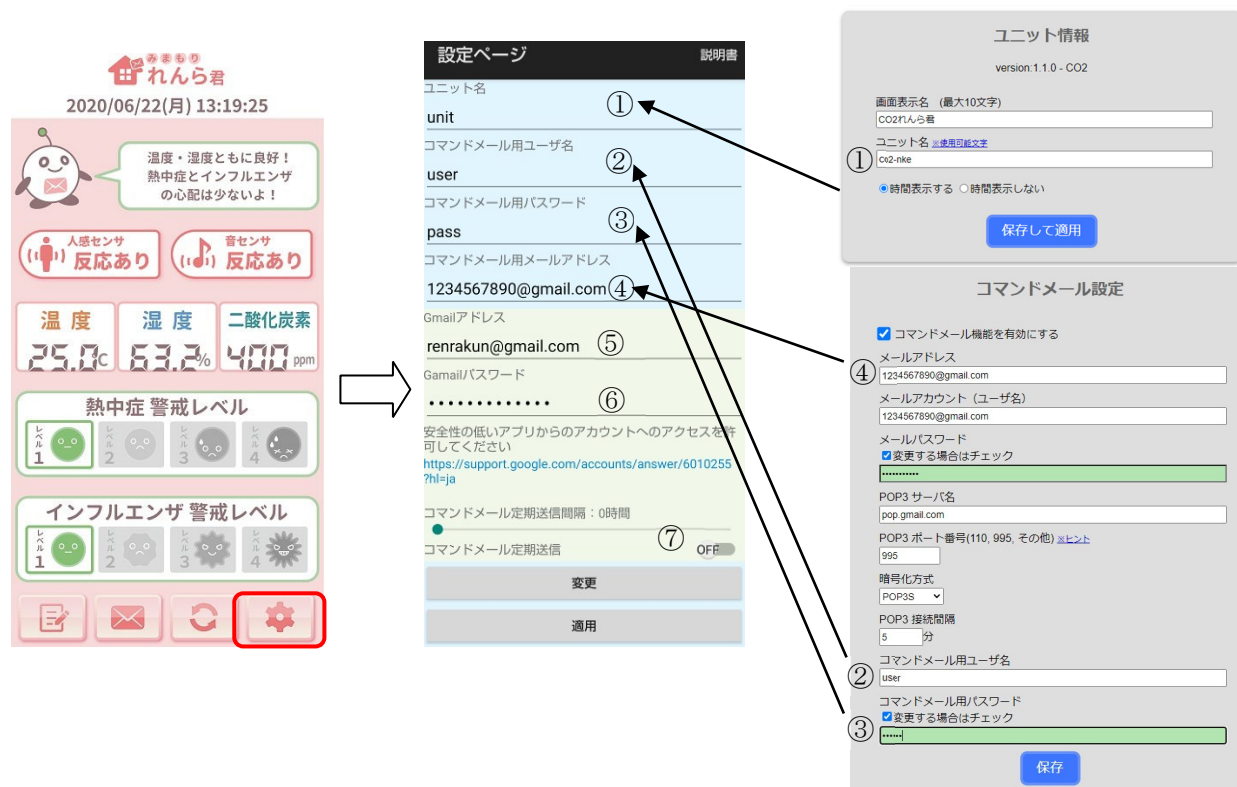 みまもり
れんら君
2020/06/22(月) 13:19:25
温度・湿度ともに良好！
熱中症とインフルエンザ
の心配は少ないよ！
人感センサ
反応あり
音センサ
反応あり
温 度
25.0C
湿 度
63.2%
二酸化炭素
400 ppm
熱中症 警戒レベル
レベル 1
レベル 2
レベル 3
レベル 4
インフルエンザ 警戒レベル
レベル 1
レベル 2
レベル 3
レベル 4
設定ページ 説明書
ユニット名 ①
unit
コマンドメール用ユーザ名 ②
user
コマンドメール用パスワード ③
pass
コマンドメール用メールアドレス
1234567890@gmail.com ④
Gmailアドレス
renrakun@gmail.com ⑤
Gamailパスワード
••••••••••••• ⑥
安全性の低いアプリからのアカウントへのアクセスを許
可してください
https://support.google.com/accounts/answer/6010255
?hl=ja
コマンドメール定期送信間隔：0時間
コマンドメール定期送信 ⑦ OFF
変更
適用
ユニット情報
version:1.1.0 - CO2
画面表示名 (最大10文字)
CO2れんら君
ユニット名 ※使用可能文字
① co2-nke
時間表示する 時間表示しない
保存して適用
コマンドメール設定
コマンドメール機能を有効にする
メールアドレス
④ 1234567890@gmail.com
メールアカウント（ユーザ名）
1234567890@gmail.com
メールパスワード
変更する場合はチェック
•••••••••••
POP3 サーバ名
pop.gmail.com
POP3 ポート番号(110, 995, その他) ※ヒント
995
暗号化方式
POP3S
POP3 接続間隔
5 分
コマンドメール用ユーザ名
② user
コマンドメール用パスワード
変更する場合はチェック
③ ••••••
保存